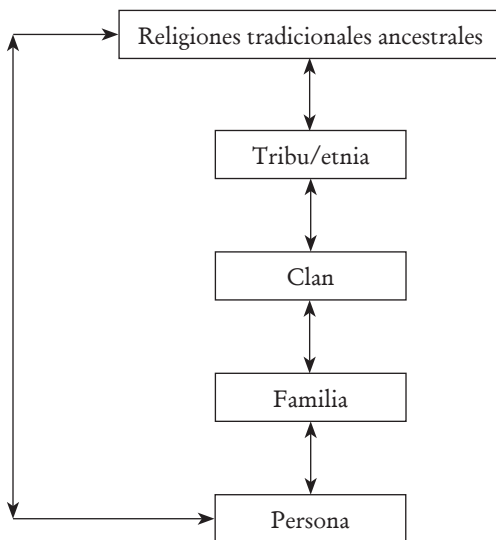 Religiones tradicionales ancestrales
Tribu/etnia
Clan
Familia
Persona